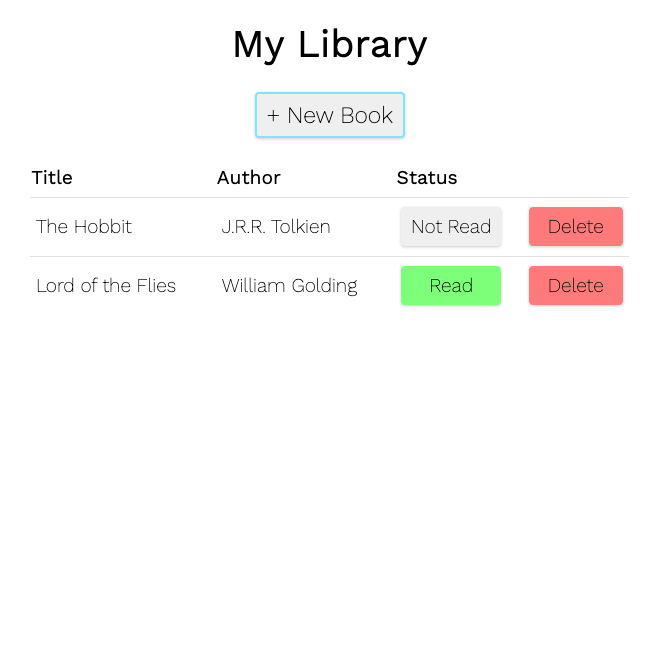 My Library
+ New Book
Title Author Status
The Hobbit J.R.R. Tolkien Not Read Delete
Lord of the Flies William Golding Read Delete